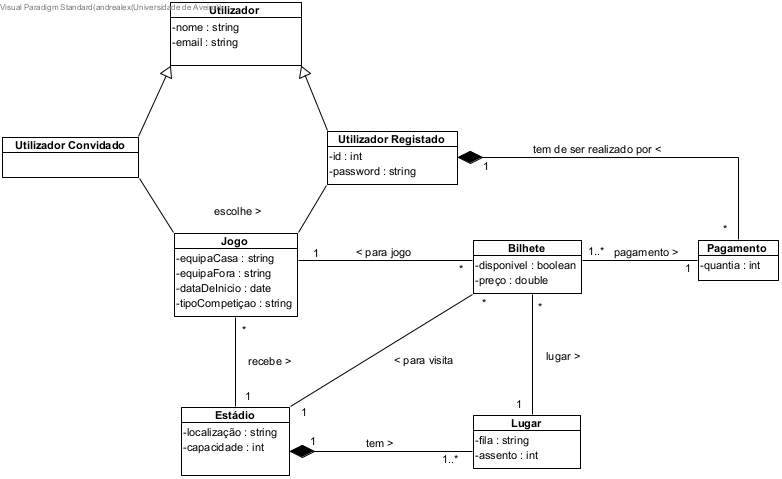 Visual Paradigm Standard(andrealex(Universidade de Aveiro))
Utilizador
-nome : string
-email : string
Utilizador Convidado
Utilizador Registado
-id : int
-password : string
tem de ser realizado por <
1
*
escolhe >
Jogo
-equipaCasa : string
-equipaFora : string
-dataDeInicio : date
-tipoCompetiçao : string
1
< para jogo
*
Bilhete
-disponivel : boolean
-preço : double
1..*
pagamento >
1
Pagamento
-quantia : int
*
recebe >
1
*
< para visita
1
*
lugar >
1
Estádio
-localização : string
-capacidade : int
1
tem >
1..*
Lugar
-fila : string
-assento : int